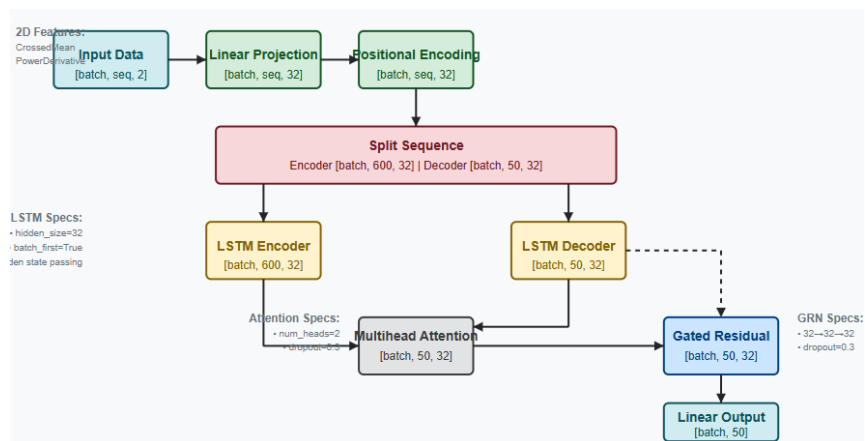 2D Features:
CrossedMean
PowerDerivative
Input Data
[batch, seq, 2]
Linear Projection
[batch, seq, 32]
Positional Encoding
[batch, seq, 32]
Split Sequence
Encoder [batch, 600, 32] | Decoder [batch, 50, 32]
LSTM Specs:
• hidden_size=32
batch_first=True
den state passing
LSTM Encoder
[batch, 600, 32]
LSTM Decoder
[batch, 50, 32]
Attention Specs:
• num_heads=2
• dropout=0.3
Multihead Attention
[batch, 50, 32]
Gated Residual
[batch, 50, 32]
GRN Specs:
• 32→32→32
• dropout=0.3
Linear Output
[batch, 50]